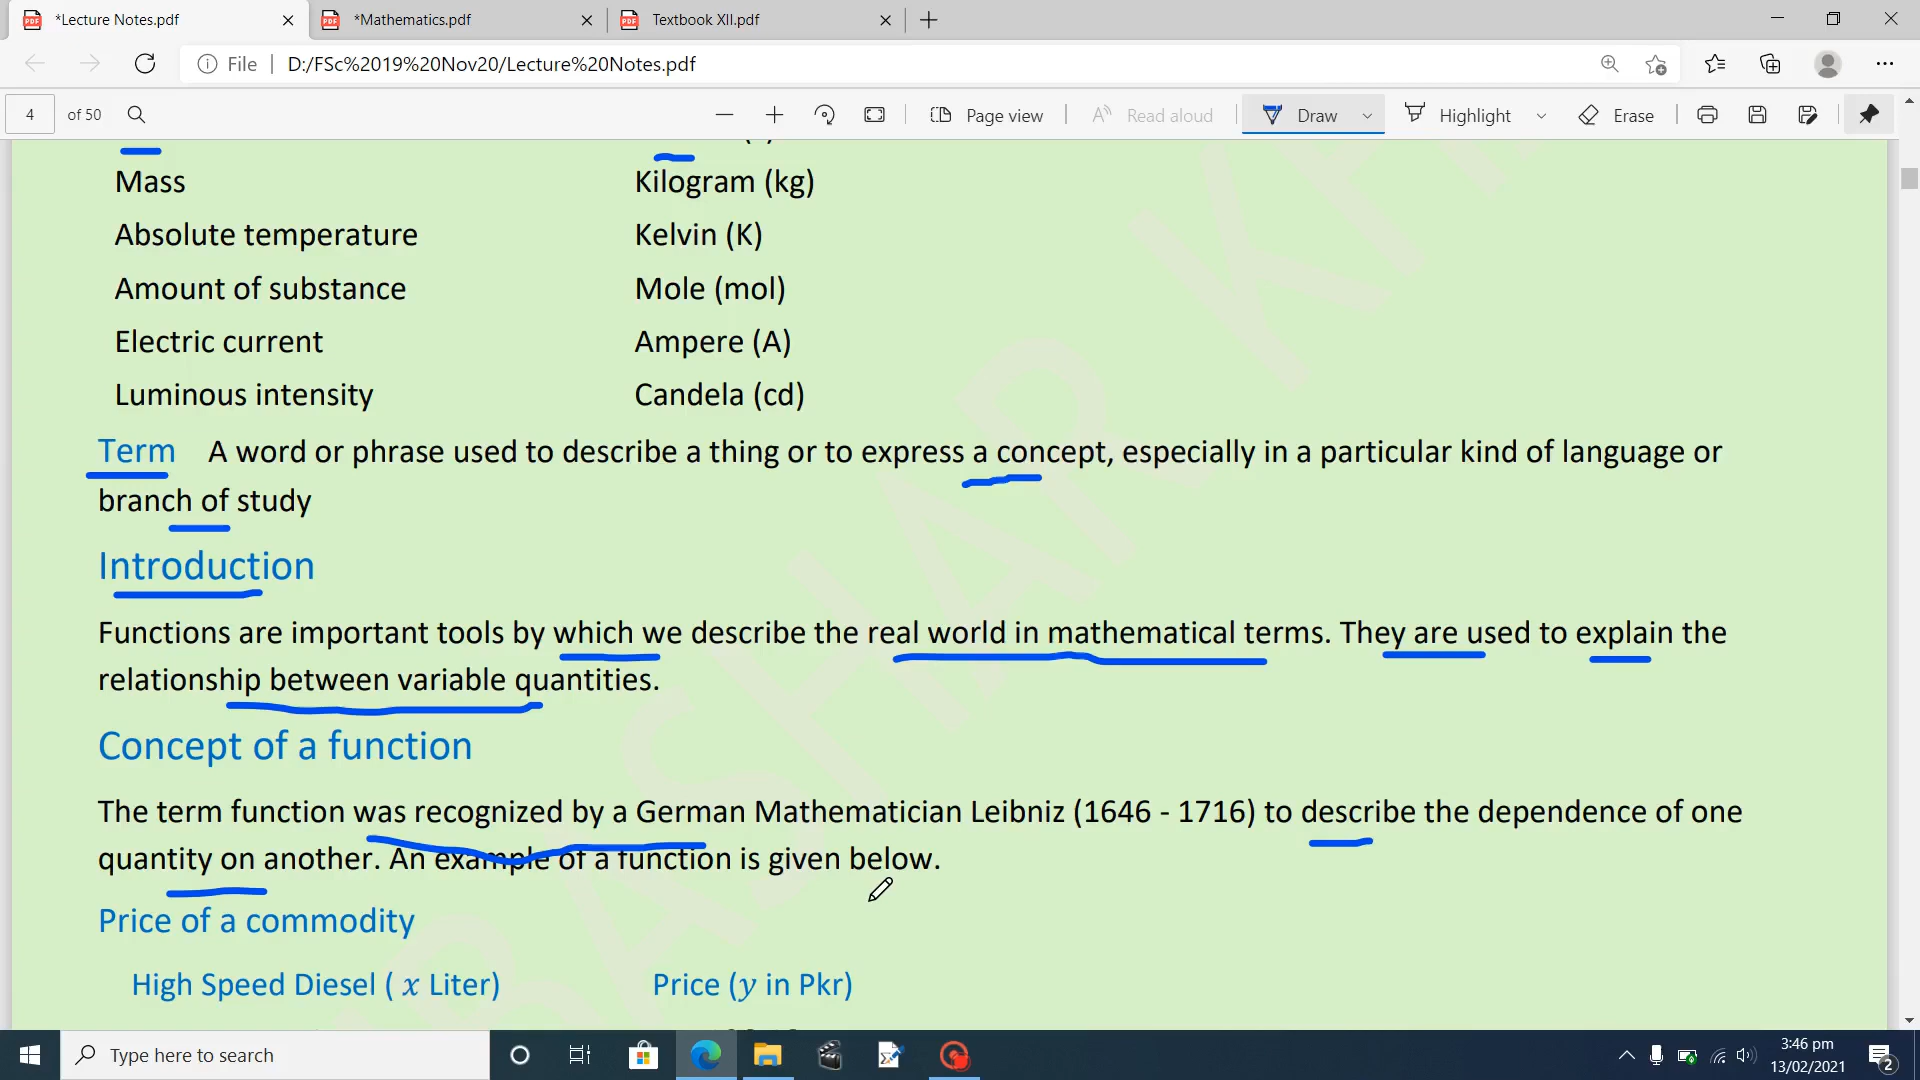 *Lecture Notes.pdf
*Mathematics.pdf
Textbook XII.pdf
File
D:/FSc%2019%20Nov20/Lecture%20Notes.pdf
4 of 50
Page view
Read aloud
Draw
Highlight
Erase
Mass Kilogram (kg)
Absolute temperature Kelvin (K)
Amount of substance Mole (mol)
Electric current Ampere (A)
Luminous intensity Candela (cd)
Term A word or phrase used to describe a thing or to express a concept, especially in a particular kind of language or
branch of study
Introduction
Functions are important tools by which we describe the real world in mathematical terms. They are used to explain the
relationship between variable quantities.
Concept of a function
The term function was recognized by a German Mathematician Leibniz (1646 - 1716) to describe the dependence of one
quantity on another. An example of a function is given below.
Price of a commodity
High Speed Diesel ( x Liter) Price (y in Pkr)
Type here to search
3:46 pm
13/02/2021
2